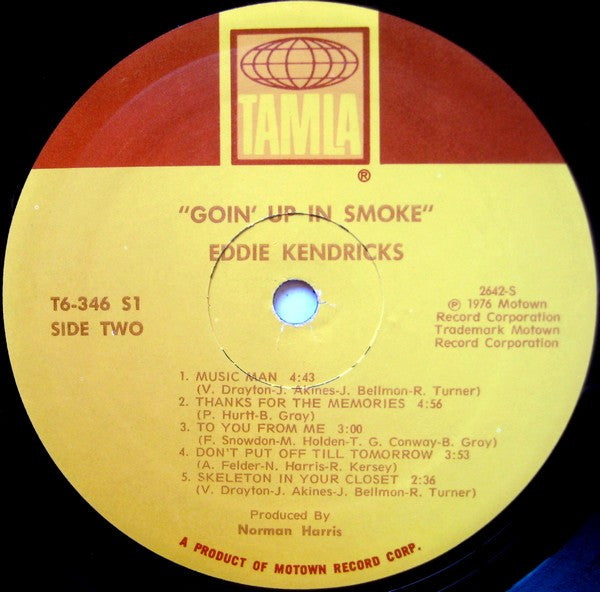 TAMLA
®
"GOIN' UP IN SMOKE"
EDDIE KENDRICKS
T6-346 S1
SIDE TWO
2642-S
℗ 1976 Motown
Record Corporation
Trademark Motown
Record Corporation
1. MUSIC MAN 4:43
(V. Drayton-J. Akines-J. Bellmon-R. Turner)
2. THANKS FOR THE MEMORIES 4:56
(P. Hurtt-B. Gray)
3. TO YOU FROM ME 3:00
(F. Snowdon-M. Holden-T. G. Conway-B. Gray)
4. DON'T PUT OFF TILL TOMORROW 3:53
(A. Felder-N. Harris-R. Kersey)
5. SKELETON IN YOUR CLOSET 2:36
(V. Drayton-J. Akines-J. Bellmon-R. Turner)
Produced By
Norman Harris
A PRODUCT OF MOTOWN RECORD CORP.